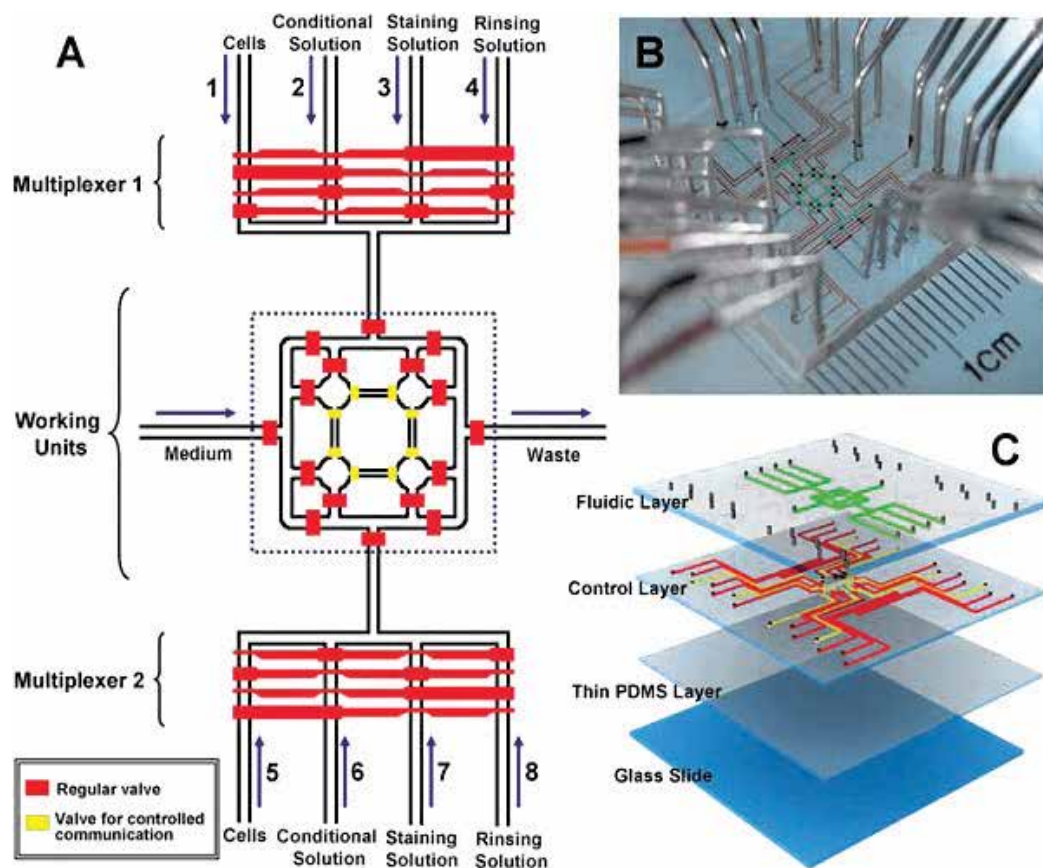 A
Cells
Conditional
Solution
Staining
Solution
Rinsing
Solution
1
2
3
4
Multiplexer 1
Working
Units
Medium
Waste
Multiplexer 2
5
6
7
8
Cells
Conditional
Solution
Staining
Solution
Rinsing
Solution
Regular valve
Valve for controlled
communication
B
1Cm
C
Fluidic Layer
Control Layer
Thin PDMS Layer
Glass Slide